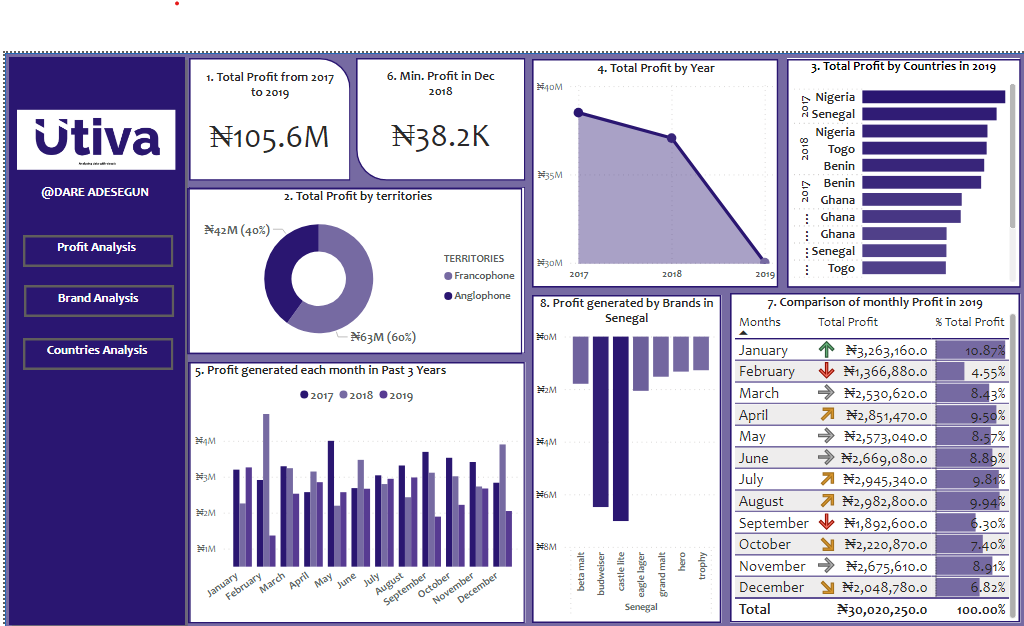 Utiva
@DARE ADESEGUN
Profit Analysis
Brand Analysis
Countries Analysis
1. Total Profit from 2017
to 2019
₦105.6M
6. Min. Profit in Dec
2018
₦38.2K
2. Total Profit by territories
₦42M (40%)
₦63M (60%)
TERRITORIES
Francophone
Anglophone
4. Total Profit by Year
₦40M
₦35M
₦30M
2017 2018 2019
3. Total Profit by Countries in 2019
2017
Nigeria
Senegal
2018
Nigeria
Togo
Benin
2017
Benin
Ghana
...
Ghana
...
Ghana
...
Senegal
...
Togo
5. Profit generated each month in Past 3 Years
2017 2018 2019
₦4M
₦3M
₦2M
₦1M
January February March April May June July August September October November December
8. Profit generated by Brands in
Senegal
₦0M
₦2M
₦4M
₦6M
₦8M
beta malt budweiser castle lite eagle lager grand malt hero trophy
Senegal
7. Comparison of monthly Profit in 2019
Months Total Profit % Total Profit
January ₦3,263,160.0 10.87%
February ₦1,366,880.0 4.55%
March ₦2,530,620.0 8.43%
April ₦2,851,470.0 9.50%
May ₦2,573,040.0 8.57%
June ₦2,669,080.0 8.89%
July ₦2,945,340.0 9.81%
August ₦2,982,800.0 9.94%
September ₦1,892,600.0 6.30%
October ₦2,220,870.0 7.40%
November ₦2,675,610.0 8.91%
December ₦2,048,780.0 6.82%
Total ₦30,020,250.0 100.00%